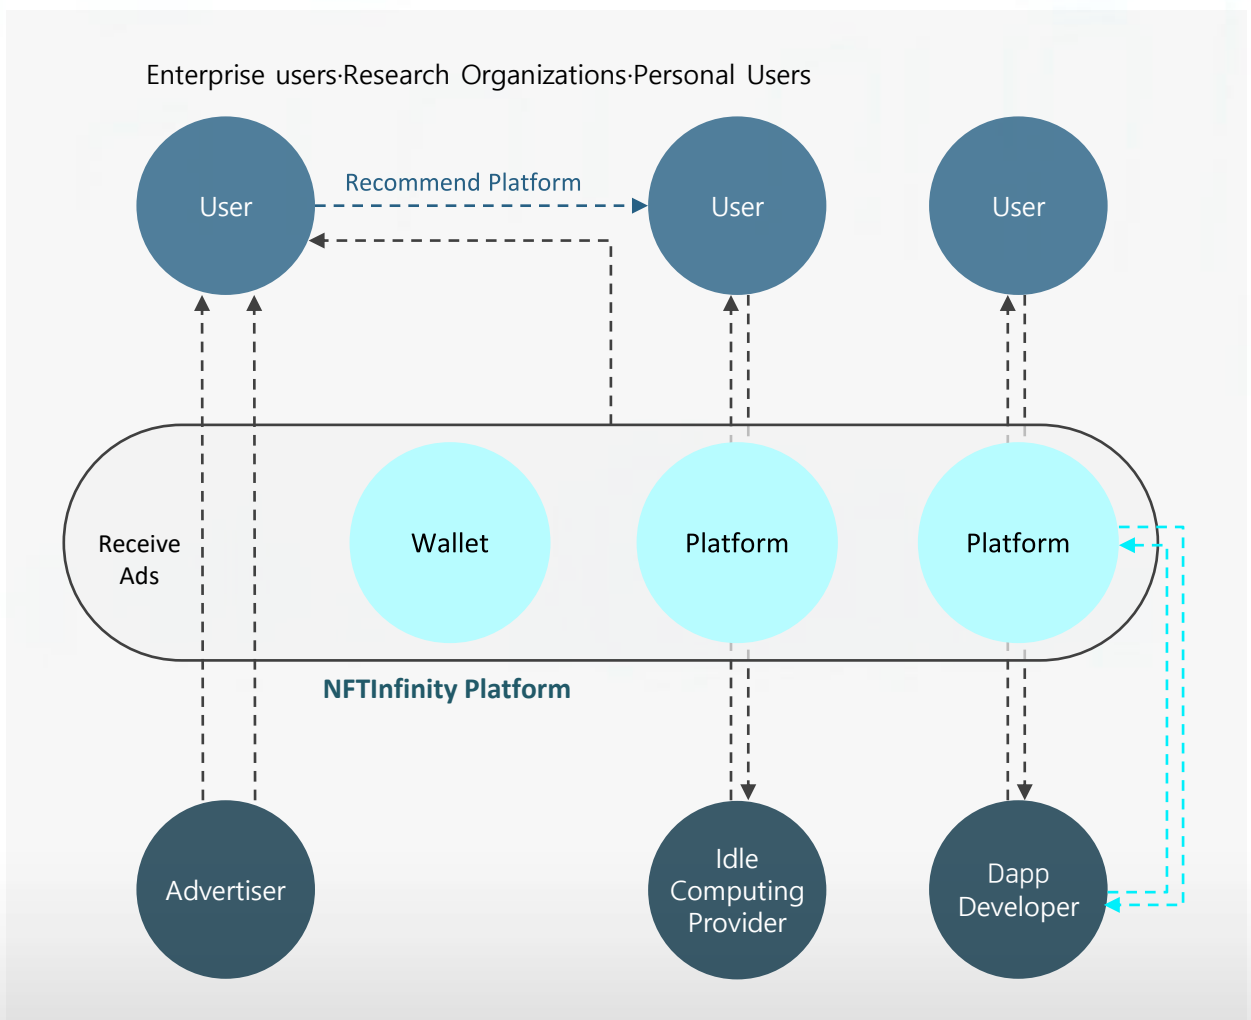 Enterprise users·Research Organizations·Personal Users
Recommend Platform
User
User
User
Receive
Ads
Wallet
Platform
Platform
NFTInfinity Platform
Advertiser
Idle
Computing
Provider
Dapp
Developer